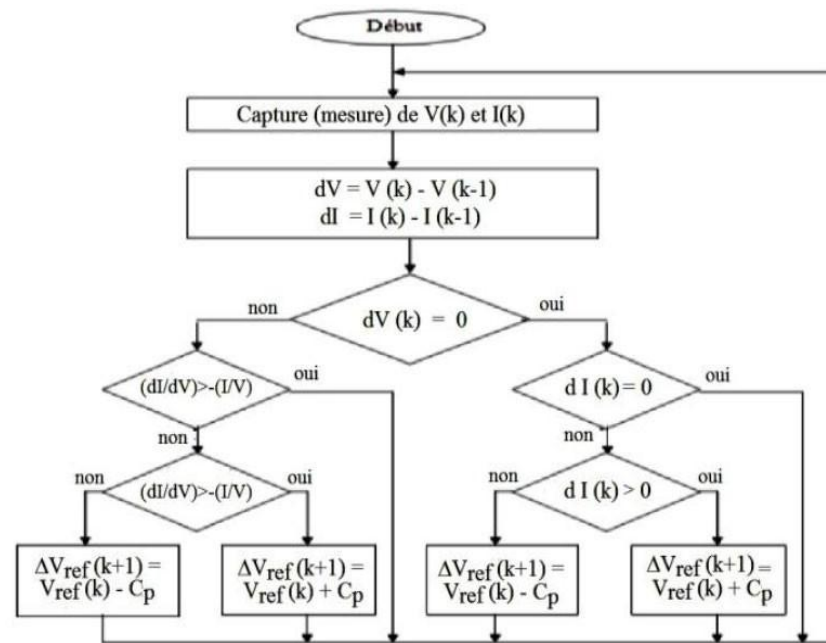 Début
Capture (mesure) de V(k) et I(k)
dV = V (k) - V (k-1)
dI = I (k) - I (k-1)
non
dV (k) = 0
oui
(dI/dV)>-(I/V)
oui
d I (k) = 0
oui
non
non
non
(dI/dV)>-(I/V)
oui
non
d I (k) > 0
oui
ΔVref (k+1) =
Vref (k) - Cp
ΔVref (k+1) =
Vref (k) + Cp
ΔVref (k+1) =
Vref (k) - Cp
ΔVref (k+1) =
Vref (k) + Cp